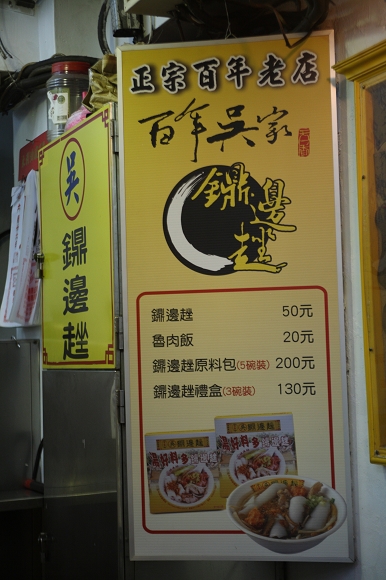 正宗百年老店
百年吳家
鼎邊趖
吳
鼎邊趖
鼎邊趖 50元
魯肉飯 20元
鼎邊趖原料包(5碗裝) 200元
鼎邊趖禮盒(3碗裝) 130元